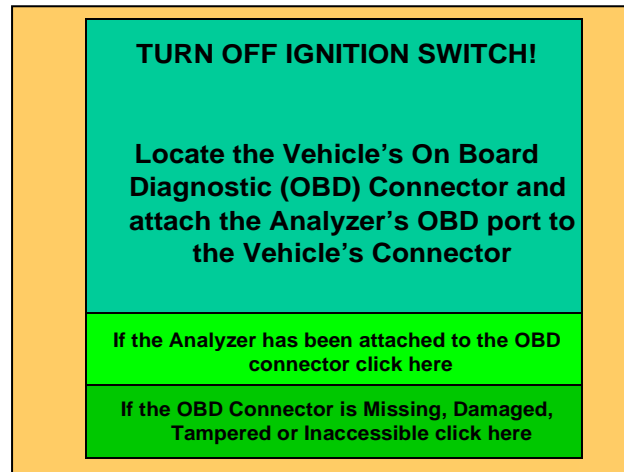 TURN OFF IGNITION SWITCH!
Locate the Vehicle's On Board
Diagnostic (OBD) Connector and
attach the Analyzer's OBD port to
the Vehicle's Connector
If the Analyzer has been attached to the OBD
connector click here
If the OBD Connector is Missing, Damaged,
Tampered or Inaccessible click here